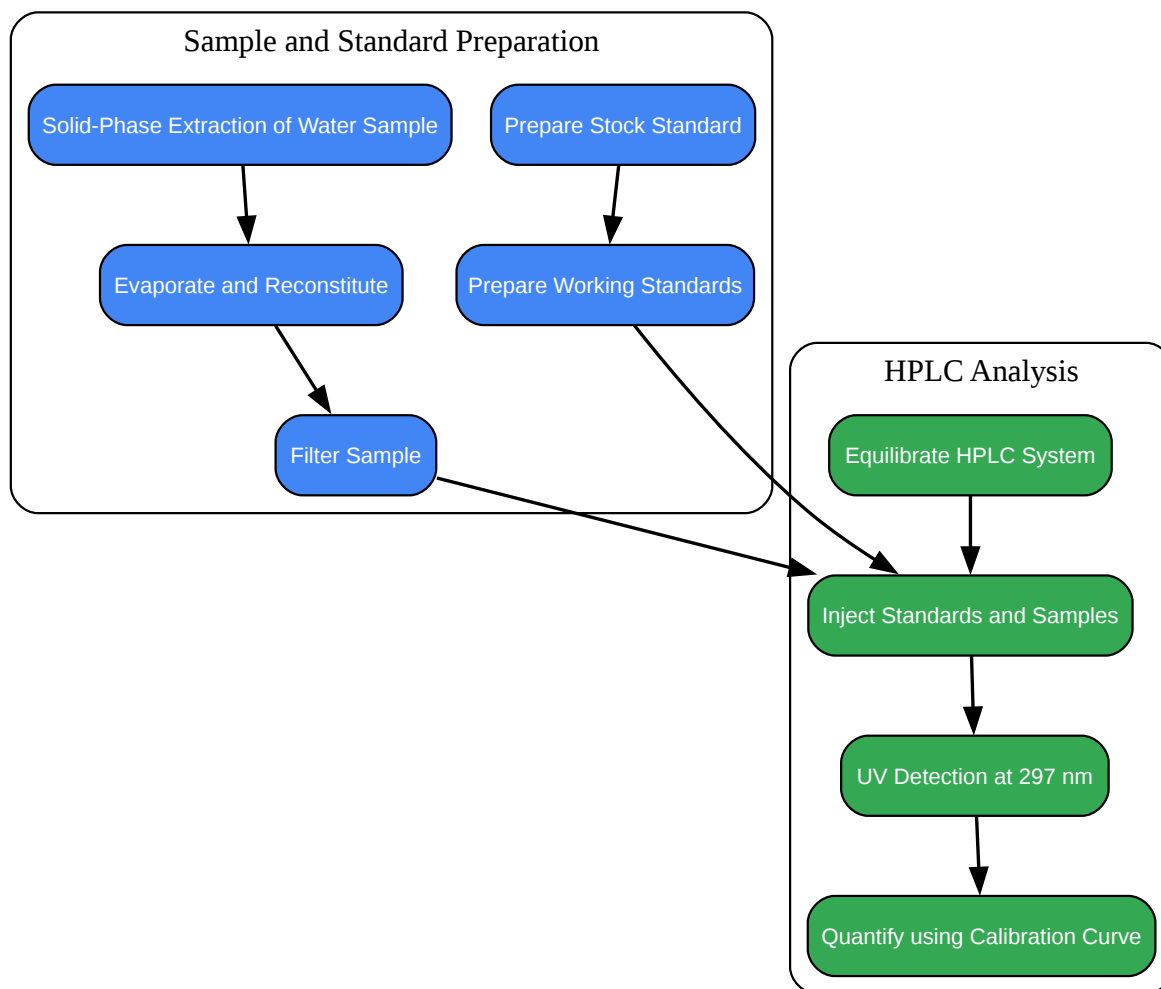 Sample and Standard Preparation
Solid-Phase Extraction of Water Sample
Prepare Stock Standard
Evaporate and Reconstitute
Prepare Working Standards
Filter Sample
HPLC Analysis
Equilibrate HPLC System
Inject Standards and Samples
UV Detection at 297 nm
Quantify using Calibration Curve